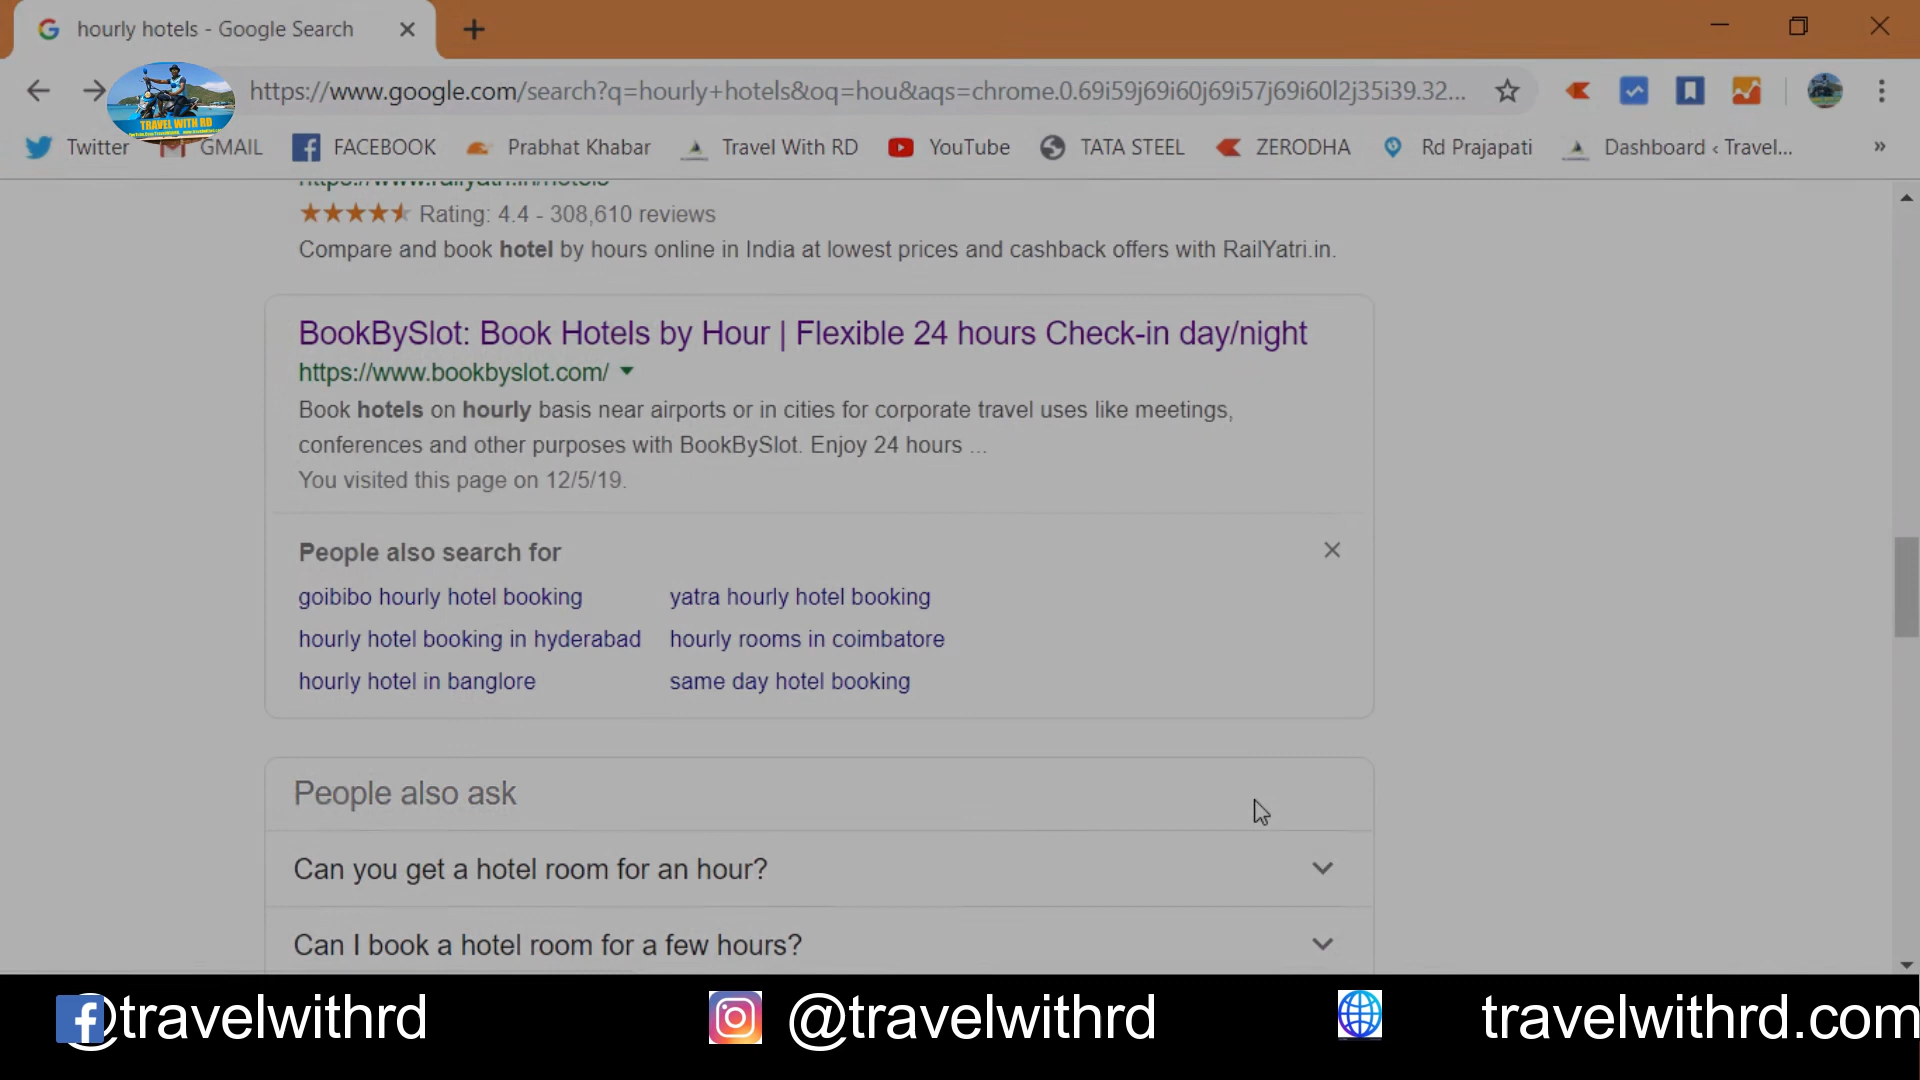 hourly hotels - Google Search
https://www.google.com/search?q=hourly+hotels&oq=hou&aqs=chrome.0.69i59j69i60j69i57j69i60l2j35i39.32...
TRAVEL WITH RD
Twitter GMAIL FACEBOOK Prabhat Khabar Travel With RD YouTube TATA STEEL ZERODHA Rd Prajapati Dashboard ‹ Travel... »
https://www.railyatri.in/hotels
Rating: 4.4 - 308,610 reviews
Compare and book hotel by hours online in India at lowest prices and cashback offers with RailYatri.in.
BookBySlot: Book Hotels by Hour | Flexible 24 hours Check-in day/night
https://www.bookbyslot.com/
Book hotels on hourly basis near airports or in cities for corporate travel uses like meetings,
conferences and other purposes with BookBySlot. Enjoy 24 hours ...
You visited this page on 12/5/19.
People also search for
goibibo hourly hotel booking yatra hourly hotel booking
hourly hotel booking in hyderabad hourly rooms in coimbatore
hourly hotel in banglore same day hotel booking
People also ask
Can you get a hotel room for an hour?
Can I book a hotel room for a few hours?
@travelwithrd @travelwithrd travelwithrd.com